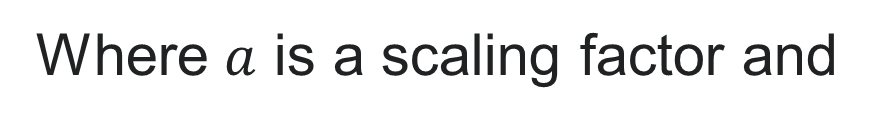 Where 𝑎 is a scaling factor and